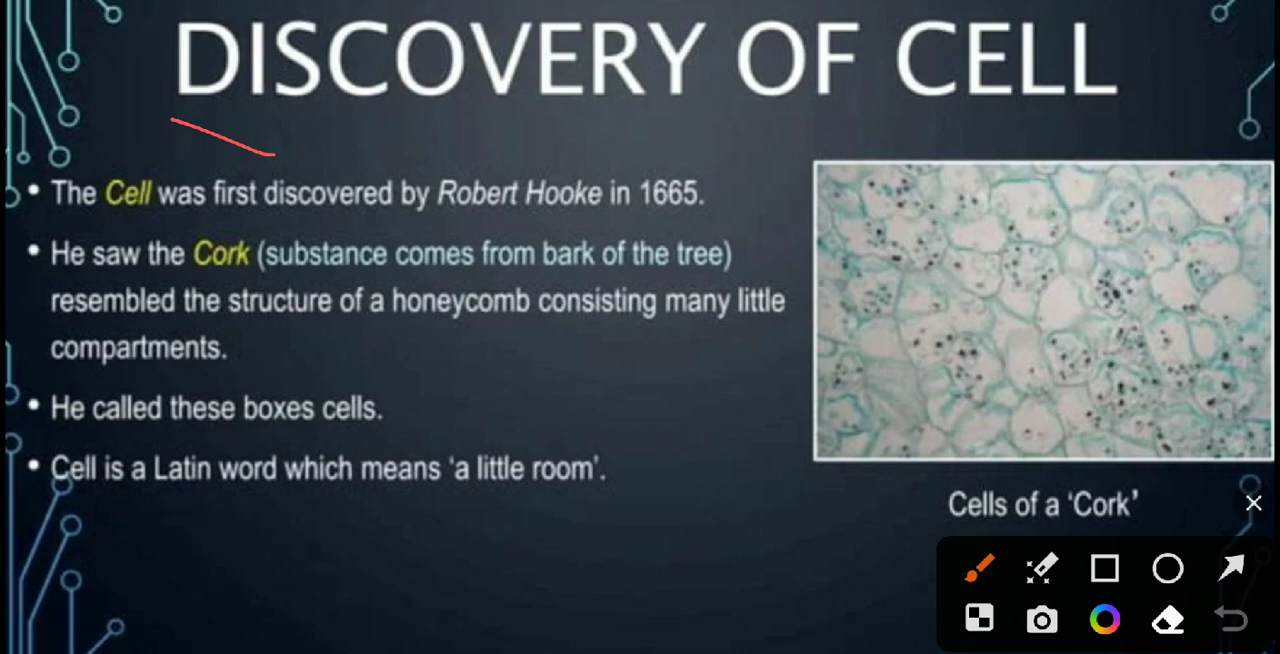 DISCOVERY OF CELL
• The Cell was first discovered by Robert Hooke in 1665.
• He saw the Cork (substance comes from bark of the tree)
resembled the structure of a honeycomb consisting many little
compartments.
• He called these boxes cells.
• Cell is a Latin word which means ‘a little room’.
Cells of a ‘Cork’